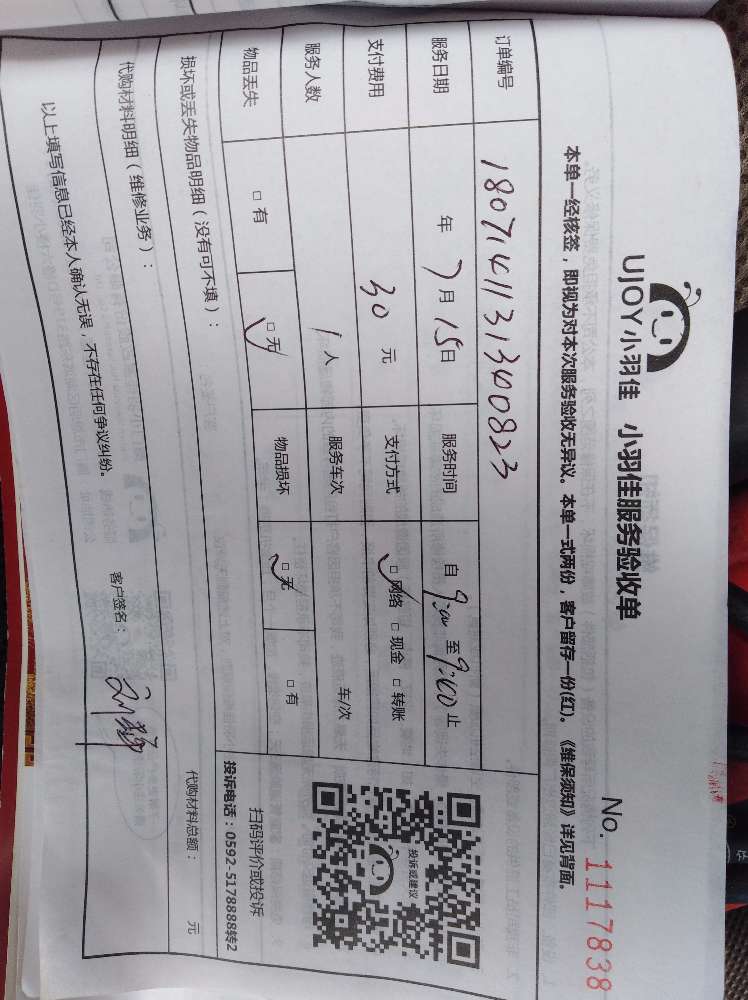 UJOY小羽佳 小羽佳服务验收单
No. 1117838
本单一经核签，即视为对本次服务验收无异议。本单一式两份，客户留存一份(红)。《维保须知》详见背面。
订单编号 1807141131340823
服务日期 年 7月 15日 服务时间 自 9:00 至 9:40 止
支付费用 30 元 支付方式 □网络 □现金 □转账
服务人数 1 人 服务车次 车/次
物品丢失 □有 □无 物品损坏 □无 □有
投诉或建议
扫码评价或投诉
投诉电话：0592-5178888转2
损坏或丢失物品明细（没有可不填）：
代购材料明细（维修业务）： 代购材料总额： 元
以上填写信息已经本人确认无误，不存在任何争议纠纷。 客户签名：